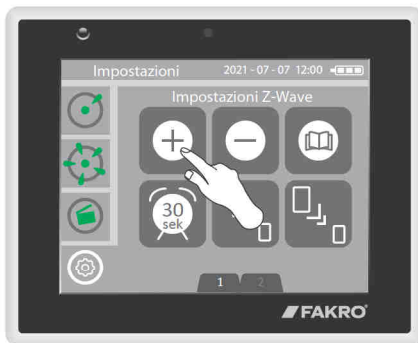 Impostazioni 2021 - 07 - 07 12:00
Impostazioni Z-Wave
30
sek
1 2
FAKRO